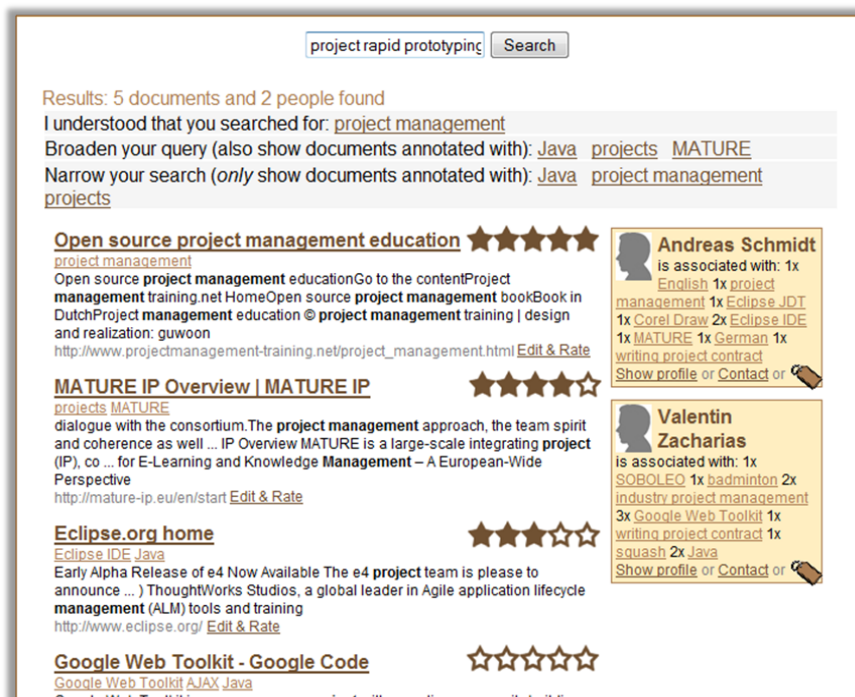 project rapid prototyping Search
Results: 5 documents and 2 people found
I understood that you searched for: project management
Broaden your query (also show documents annotated with): Java projects MATURE
Narrow your search (only show documents annotated with): Java project management
projects
Open source project management education
project management
Open source project management educationGo to the contentProject
management training.net HomeOpen source project management bookBook in
DutchProject management education © project management training | design
and realization: guwoon
http://www.projectmanagement-training.net/project_management.html Edit & Rate
MATURE IP Overview | MATURE IP
projects MATURE
dialogue with the consortium.The project management approach, the team spirit
and coherence as well ... IP Overview MATURE is a large-scale integrating project
(IP), co ... for E-Learning and Knowledge Management – A European-Wide
Perspective
http://mature-ip.eu/en/start Edit & Rate
Eclipse.org home
Eclipse IDE Java
Early Alpha Release of e4 Now Available The e4 project team is please to
announce ... ) ThoughtWorks Studios, a global leader in Agile application lifecycle
management (ALM) tools and training
http://www.eclipse.org/ Edit & Rate
Google Web Toolkit - Google Code
Google Web Toolkit AJAX Java
Andreas Schmidt
is associated with: 1x
English 1x project
management 1x Eclipse JDT
1x Corel Draw 2x Eclipse IDE
1x MATURE 1x German 1x
writing project contract
Show profile or Contact or
Valentin
Zacharias
is associated with: 1x
SOBOLEO 1x badminton 2x
industry project management
3x Google Web Toolkit 1x
writing project contract 1x
squash 2x Java
Show profile or Contact or